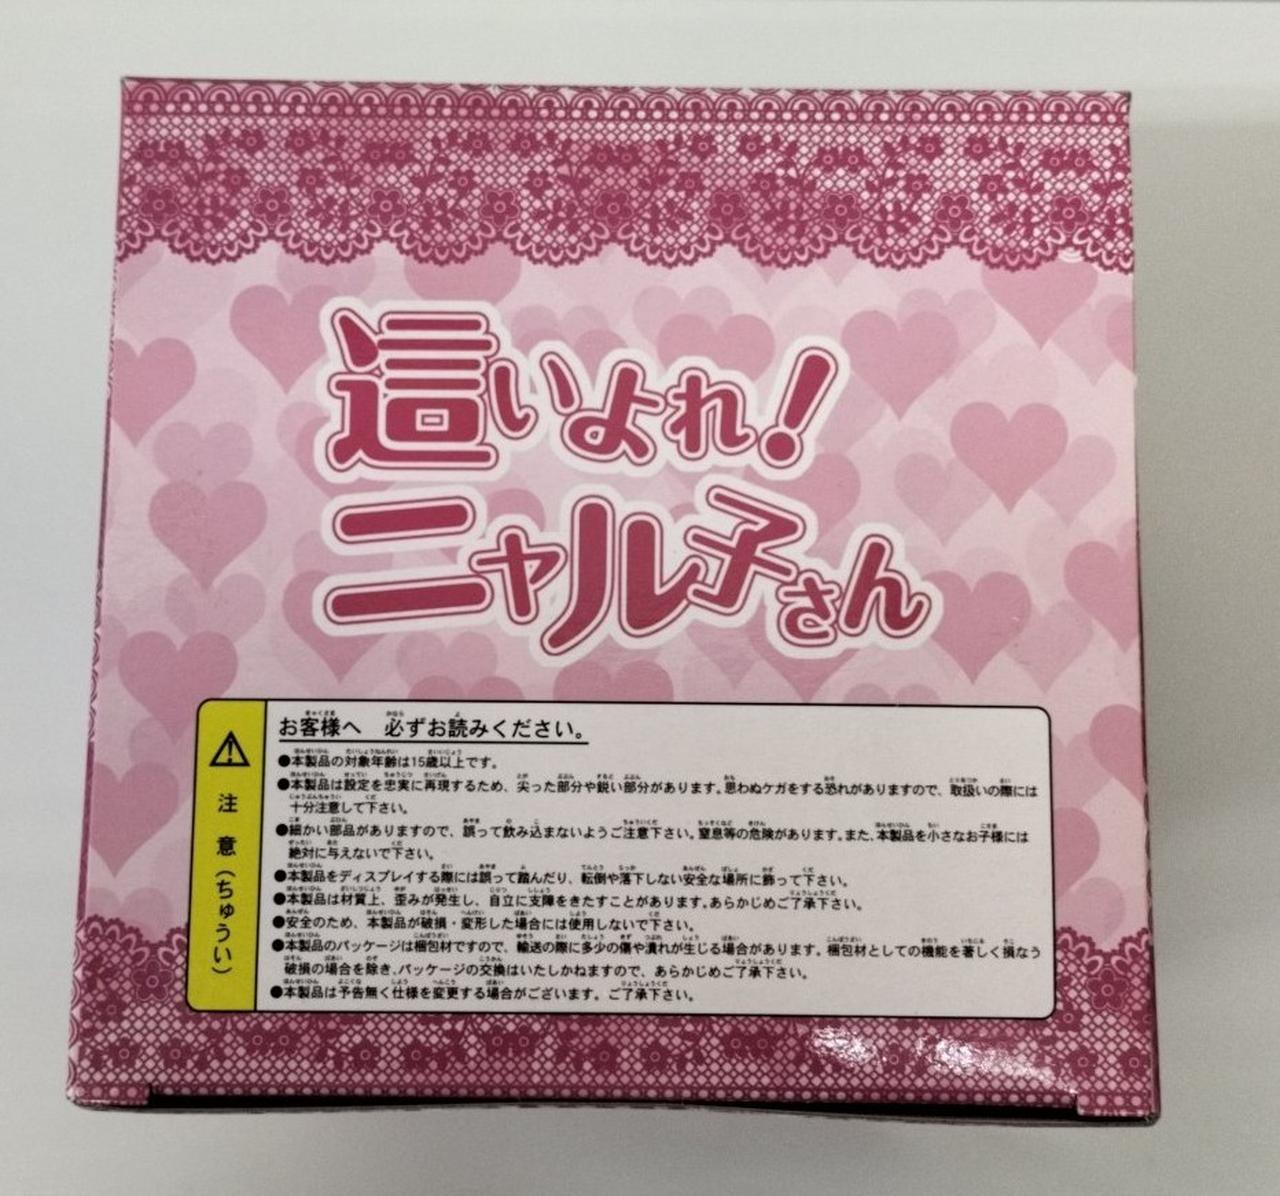 這いよれ!
ニャル子さん
注意(ちゅうい)
お客様へ 必ずお読みください。
●本製品の対象年齢は15歳以上です。
●本製品は設定を忠実に再現するため、尖った部分や鋭い部分があります。思わぬケガをする恐れがありますので、取扱いの際には
十分注意して下さい。
●細かい部品がありますので、誤って飲み込まないようご注意下さい。窒息等の危険があります。また、本製品を小さなお子様には
絶対に与えないで下さい。
●本製品をディスプレイする際には誤って踏んだり、転倒や落下しない安全な場所に飾って下さい。
●本製品は材質上、歪みが発生し、自立に支障をきたすことがあります。あらかじめご了承下さい。
●安全のため、本製品が破損・変形した場合には使用しないで下さい。
●本製品のパッケージは梱包材ですので、輸送の際に多少の傷や潰れが生じる場合があります。梱包材としての機能を著しく損なう
破損の場合を除き、パッケージの交換はいたしかねますので、あらかじめご了承下さい。
●本製品は予告無く仕様を変更する場合がございます。ご了承下さい。